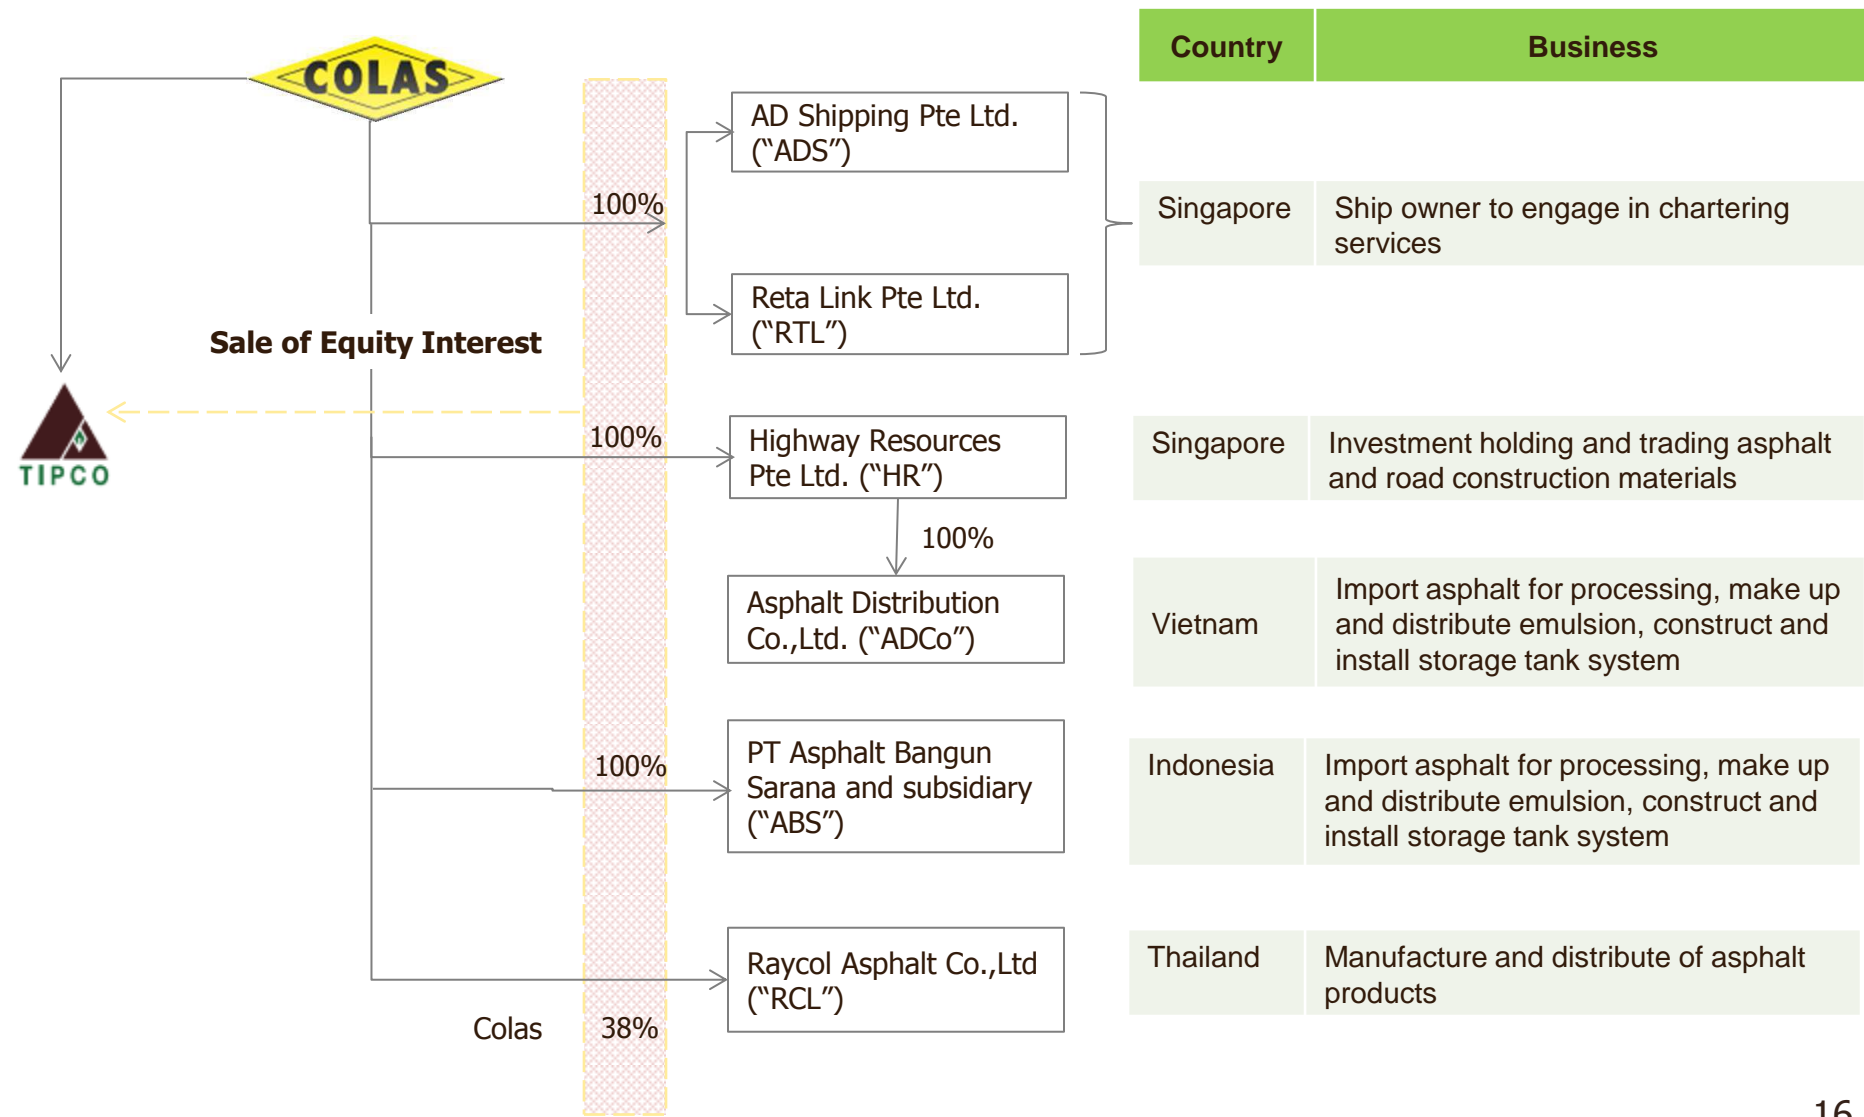 Country
Business
COLAS
AD Shipping Pte Ltd.
(“ADS”)
100%
Singapore
Ship owner to engage in chartering
services
Reta Link Pte Ltd.
(“RTL”)
Sale of Equity Interest
TIPCO
100%
Highway Resources
Pte Ltd. (“HR”)
Singapore
Investment holding and trading asphalt
and road construction materials
100%
Asphalt Distribution
Co.,Ltd. (“ADCo”)
Vietnam
Import asphalt for processing, make up
and distribute emulsion, construct and
install storage tank system
100%
PT Asphalt Bangun
Sarana and subsidiary
(“ABS”)
Indonesia
Import asphalt for processing, make up
and distribute emulsion, construct and
install storage tank system
Raycol Asphalt Co.,Ltd
(“RCL”)
Thailand
Manufacture and distribute of asphalt
products
Colas
38%
16